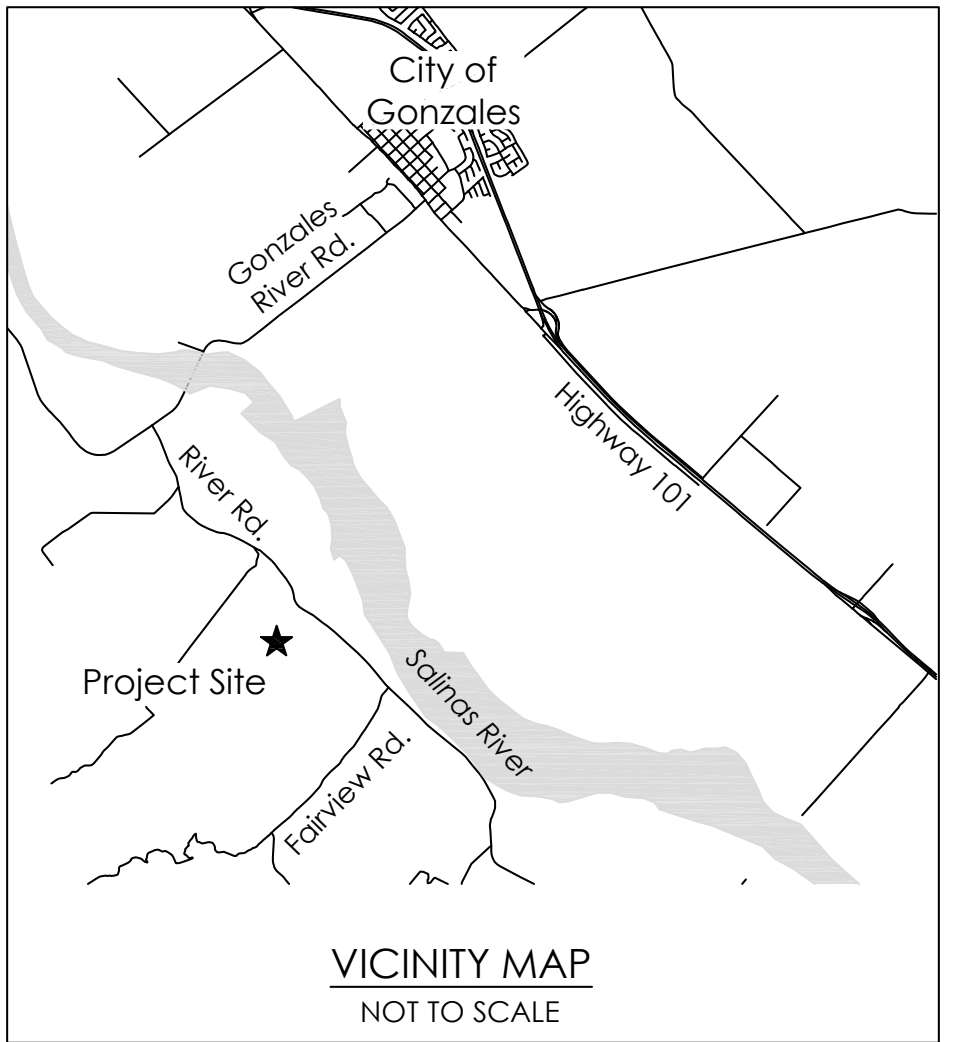 City of
Gonzales
Gonzales
River Rd.
Highway 101
River Rd.
Project Site
Salinas River
Fairview Rd.
VICINITY MAP
NOT TO SCALE